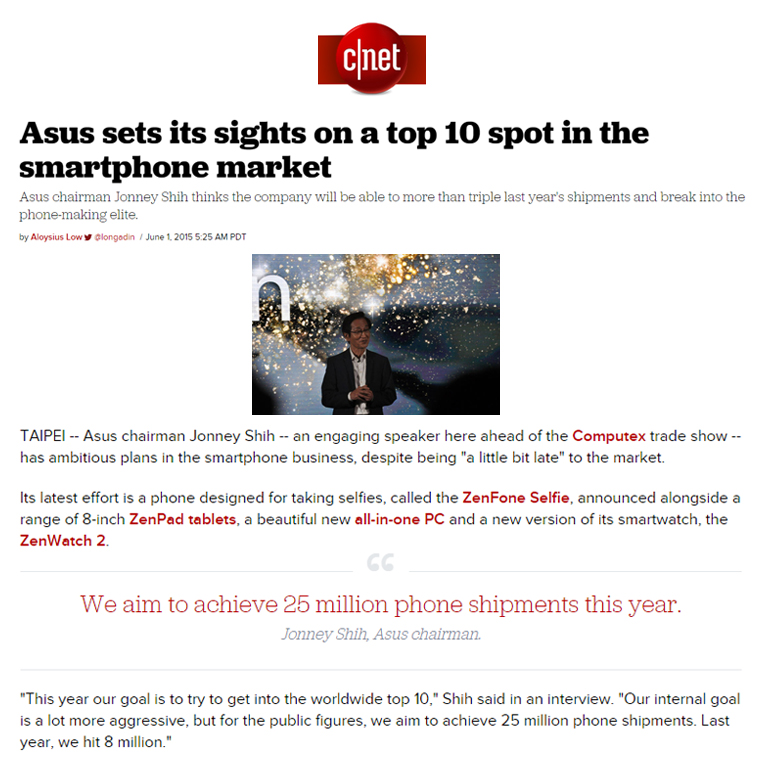 c|net
Asus sets its sights on a top 10 spot in the
smartphone market
Asus chairman Jonney Shih thinks the company will be able to more than triple last year's shipments and break into the
phone-making elite.
by Aloysius Low @longadin / June 1, 2015 5:25 AM PDT
n
TAIPEI -- Asus chairman Jonney Shih -- an engaging speaker here ahead of the Computex trade show --
has ambitious plans in the smartphone business, despite being "a little bit late" to the market.
Its latest effort is a phone designed for taking selfies, called the ZenFone Selfie, announced alongside a
range of 8-inch ZenPad tablets, a beautiful new all-in-one PC and a new version of its smartwatch, the
ZenWatch 2.
“
We aim to achieve 25 million phone shipments this year.
Jonney Shih, Asus chairman.
"This year our goal is to try to get into the worldwide top 10," Shih said in an interview. "Our internal goal
is a lot more aggressive, but for the public figures, we aim to achieve 25 million phone shipments. Last
year, we hit 8 million."